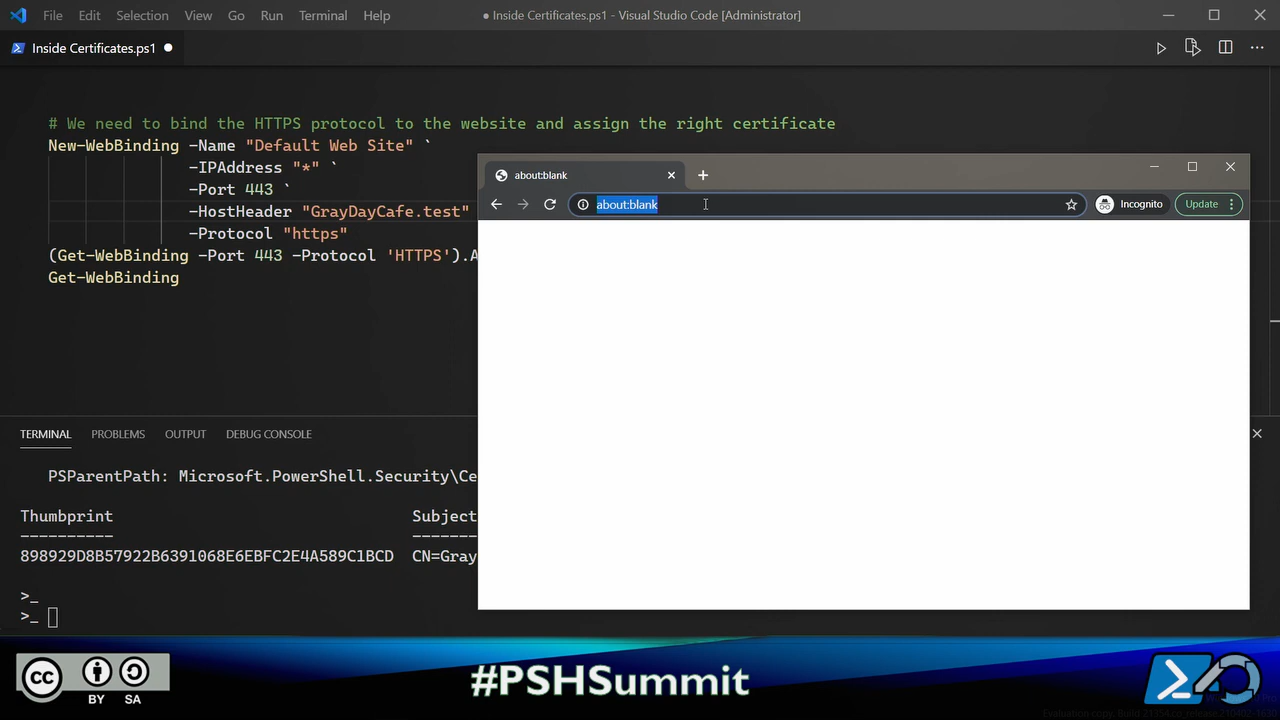 File Edit Selection View Go Run Terminal Help ● Inside Certificates.ps1 - Visual Studio Code [Administrator]
Inside Certificates.ps1 ●
# We need to bind the HTTPS protocol to the website and assign the right certificate
New-WebBinding -Name "Default Web Site" `
-IPAddress "*" `
-Port 443 `
-HostHeader "GrayDayCafe.test"
-Protocol "https"
(Get-WebBinding -Port 443 -Protocol 'HTTPS').A
Get-WebBinding
about:blank
about:blank
Incognito
Update
TERMINAL PROBLEMS OUTPUT DEBUG CONSOLE
PSParentPath: Microsoft.PowerShell.Security\Ce
Thumbprint Subject
---------- -------
898929D8B57922B6391068E6EBFC2E4A589C1BCD CN=Gray
>_
>_
CC BY SA
#PSHSummit